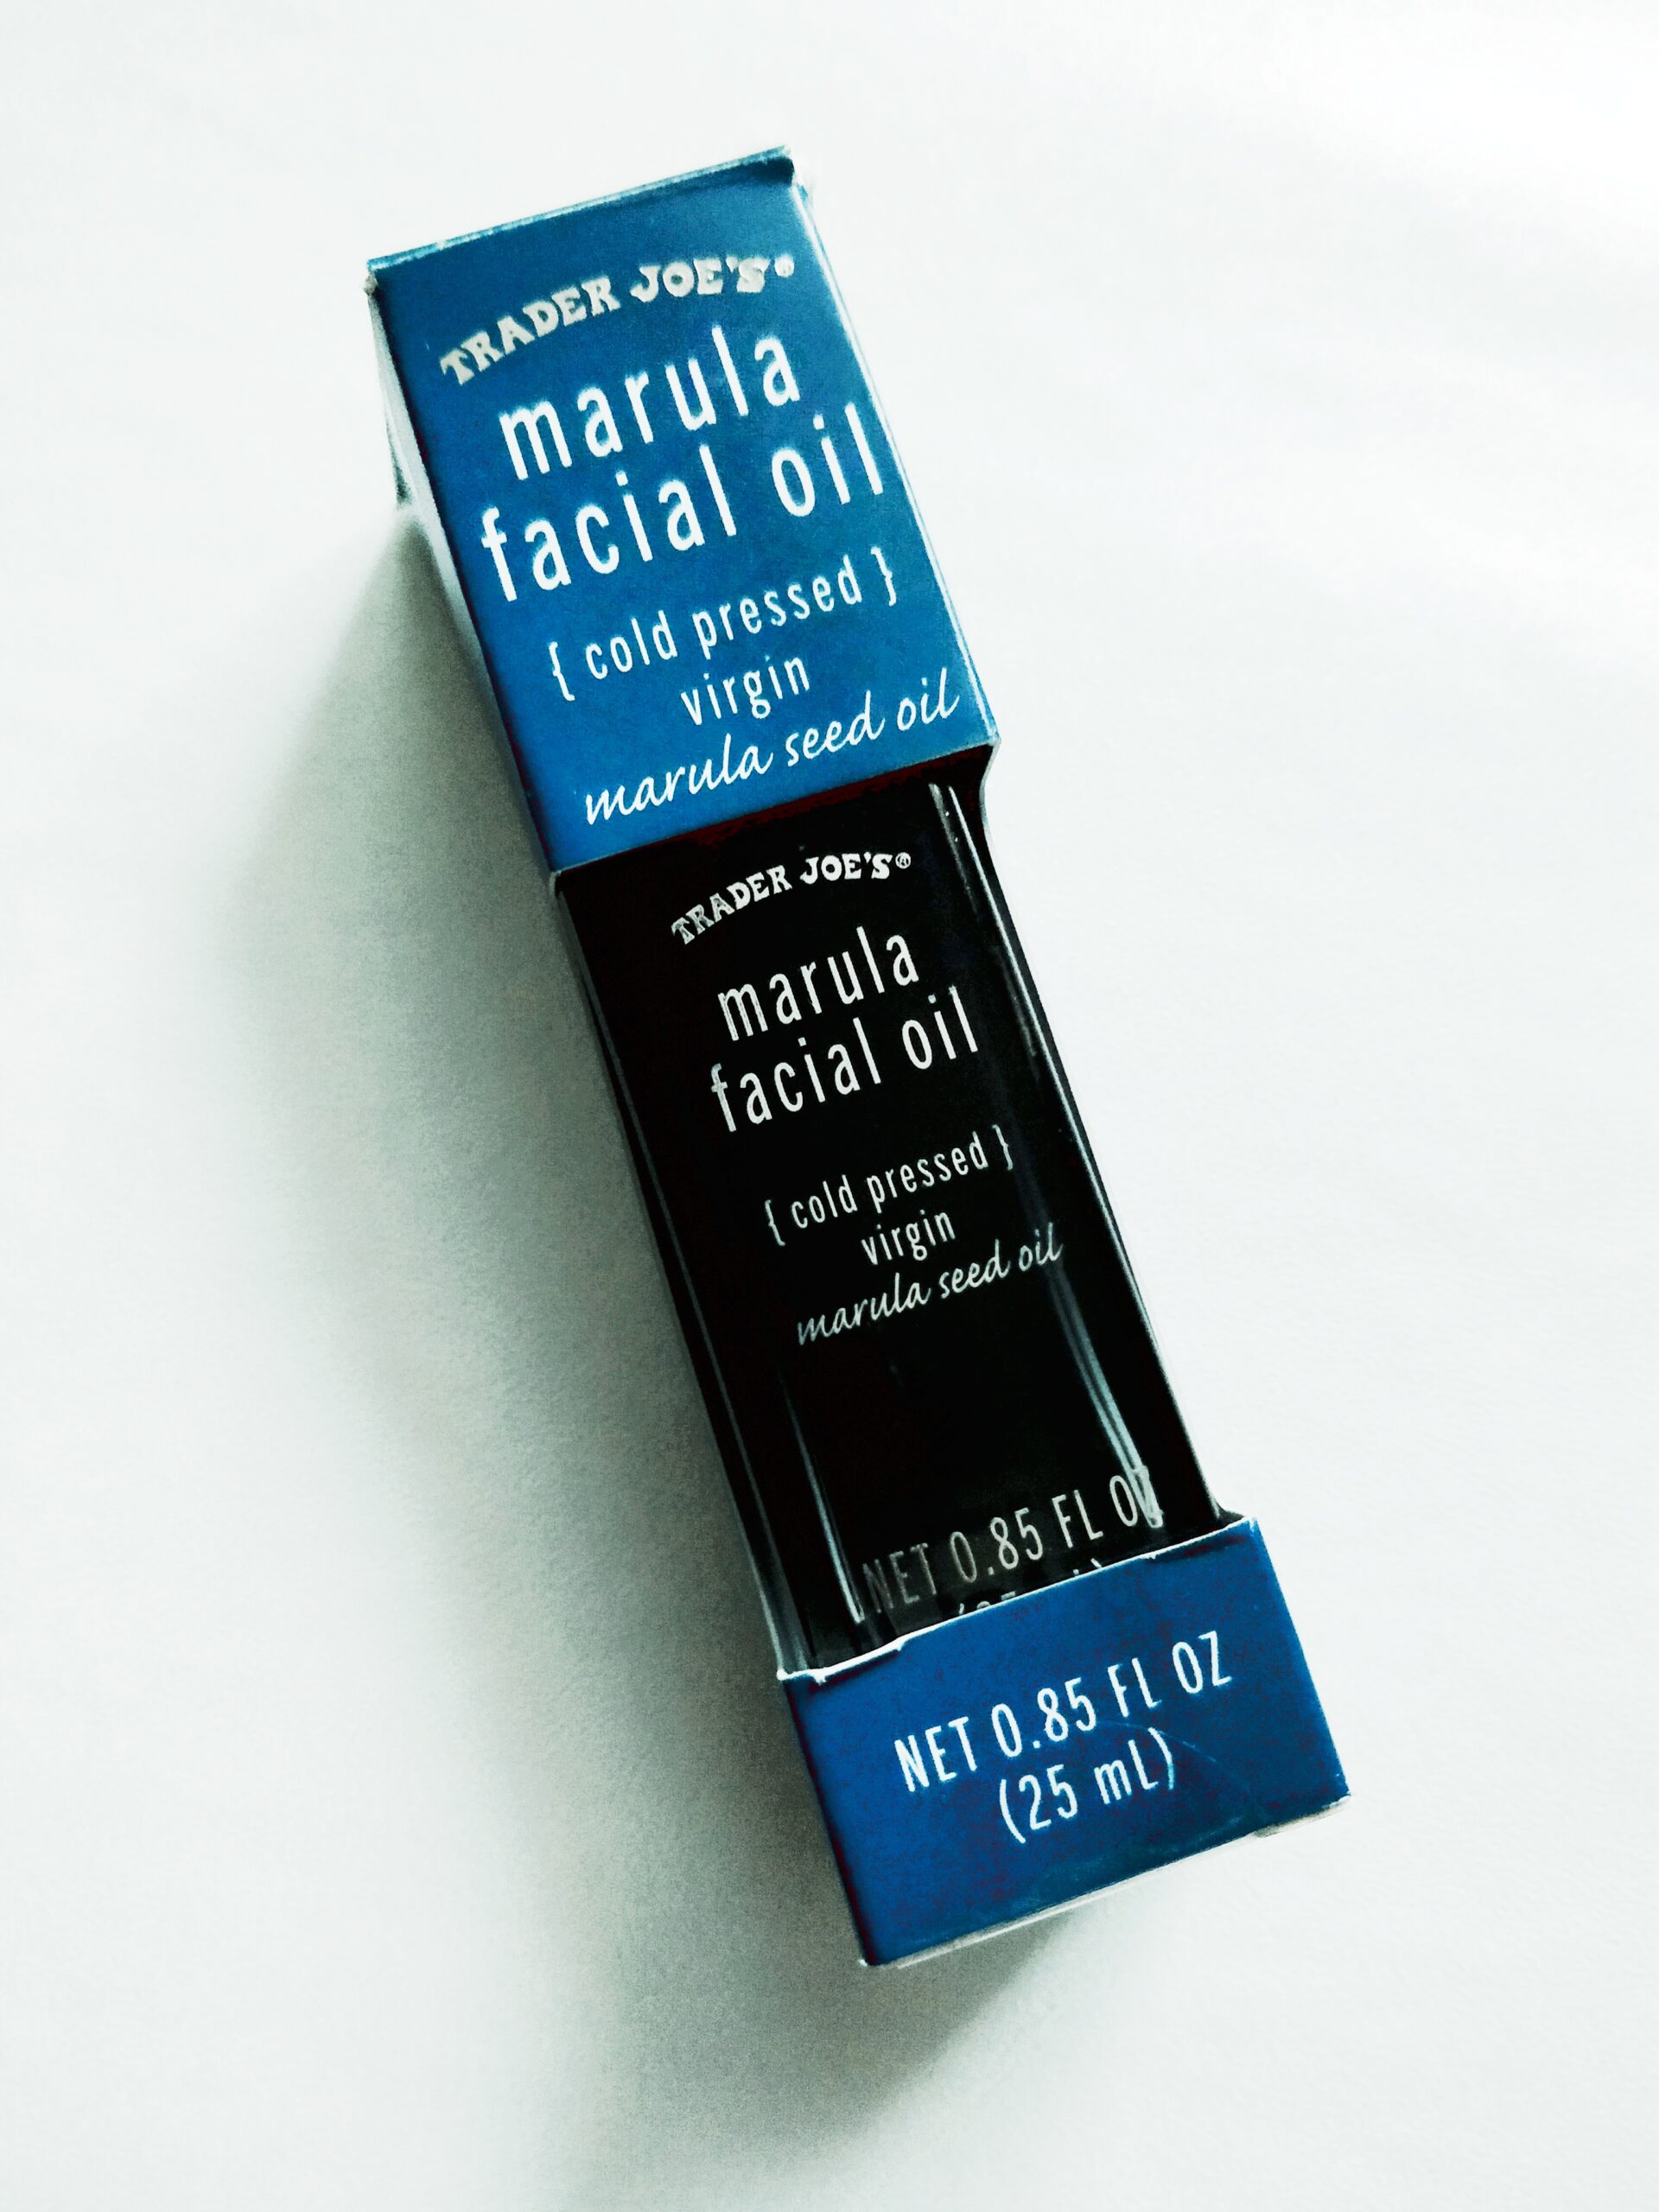 TRADER JOE'S®
marula
facial oil
{ cold pressed }
virgin
marula seed oil
TRADER JOE'S®
marula
facial oil
{ cold pressed }
virgin
marula seed oil
NET 0.85 FL OZ
NET 0.85 FL OZ
(25 mL)